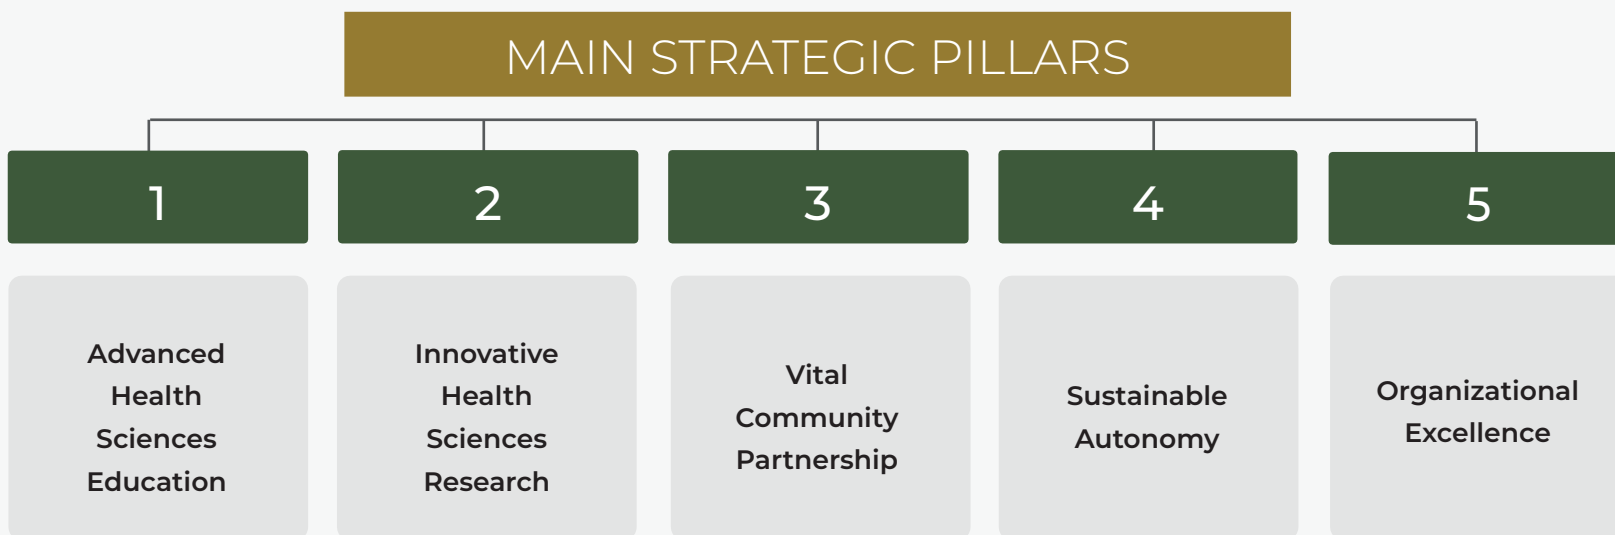 MAIN STRATEGIC PILLARS
1
2
3
4
5
Advanced
Health
Sciences
Education
Innovative
Health
Sciences
Research
Vital
Community
Partnership
Sustainable
Autonomy
Organizational
Excellence